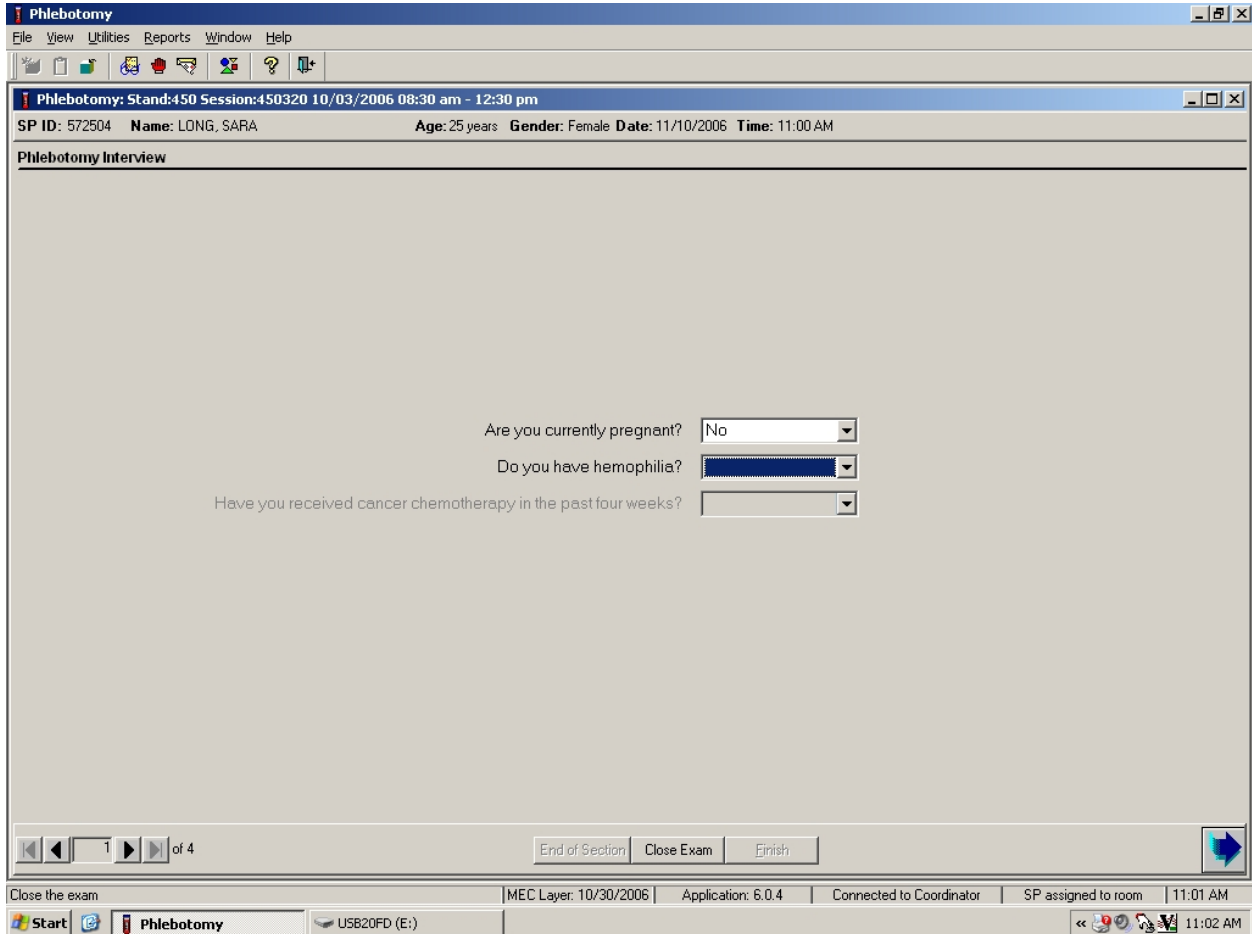 Phlebotomy
File View Utilities Reports Window Help
Phlebotomy: Stand:450 Session:450320 10/03/2006 08:30 am - 12:30 pm
SP ID: 572504 Name: LONG, SARA Age: 25 years Gender: Female Date: 11/10/2006 Time: 11:00 AM
Phlebotomy Interview
Are you currently pregnant? No
Do you have hemophilia?
Have you received cancer chemotherapy in the past four weeks?
1 of 4 End of Section Close Exam Finish
Close the exam MEC Layer: 10/30/2006 Application: 6.0.4 Connected to Coordinator SP assigned to room 11:01 AM
Start Phlebotomy USB20FD (E:) « 11:02 AM